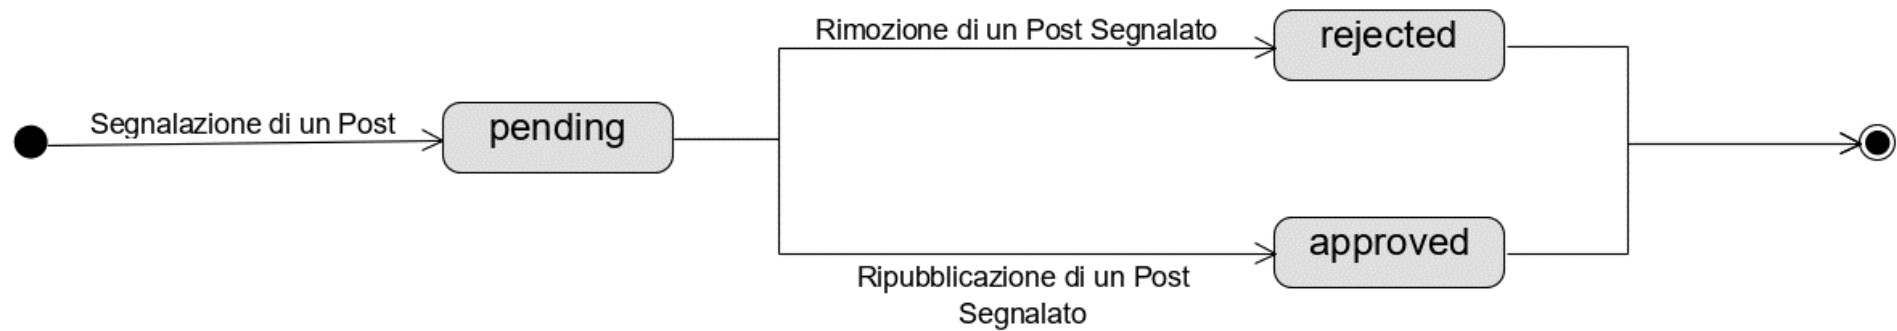 Segnalazione di un Post
pending
Rimozione di un Post Segnalato
rejected
Ripubblicazione di un Post
Segnalato
approved